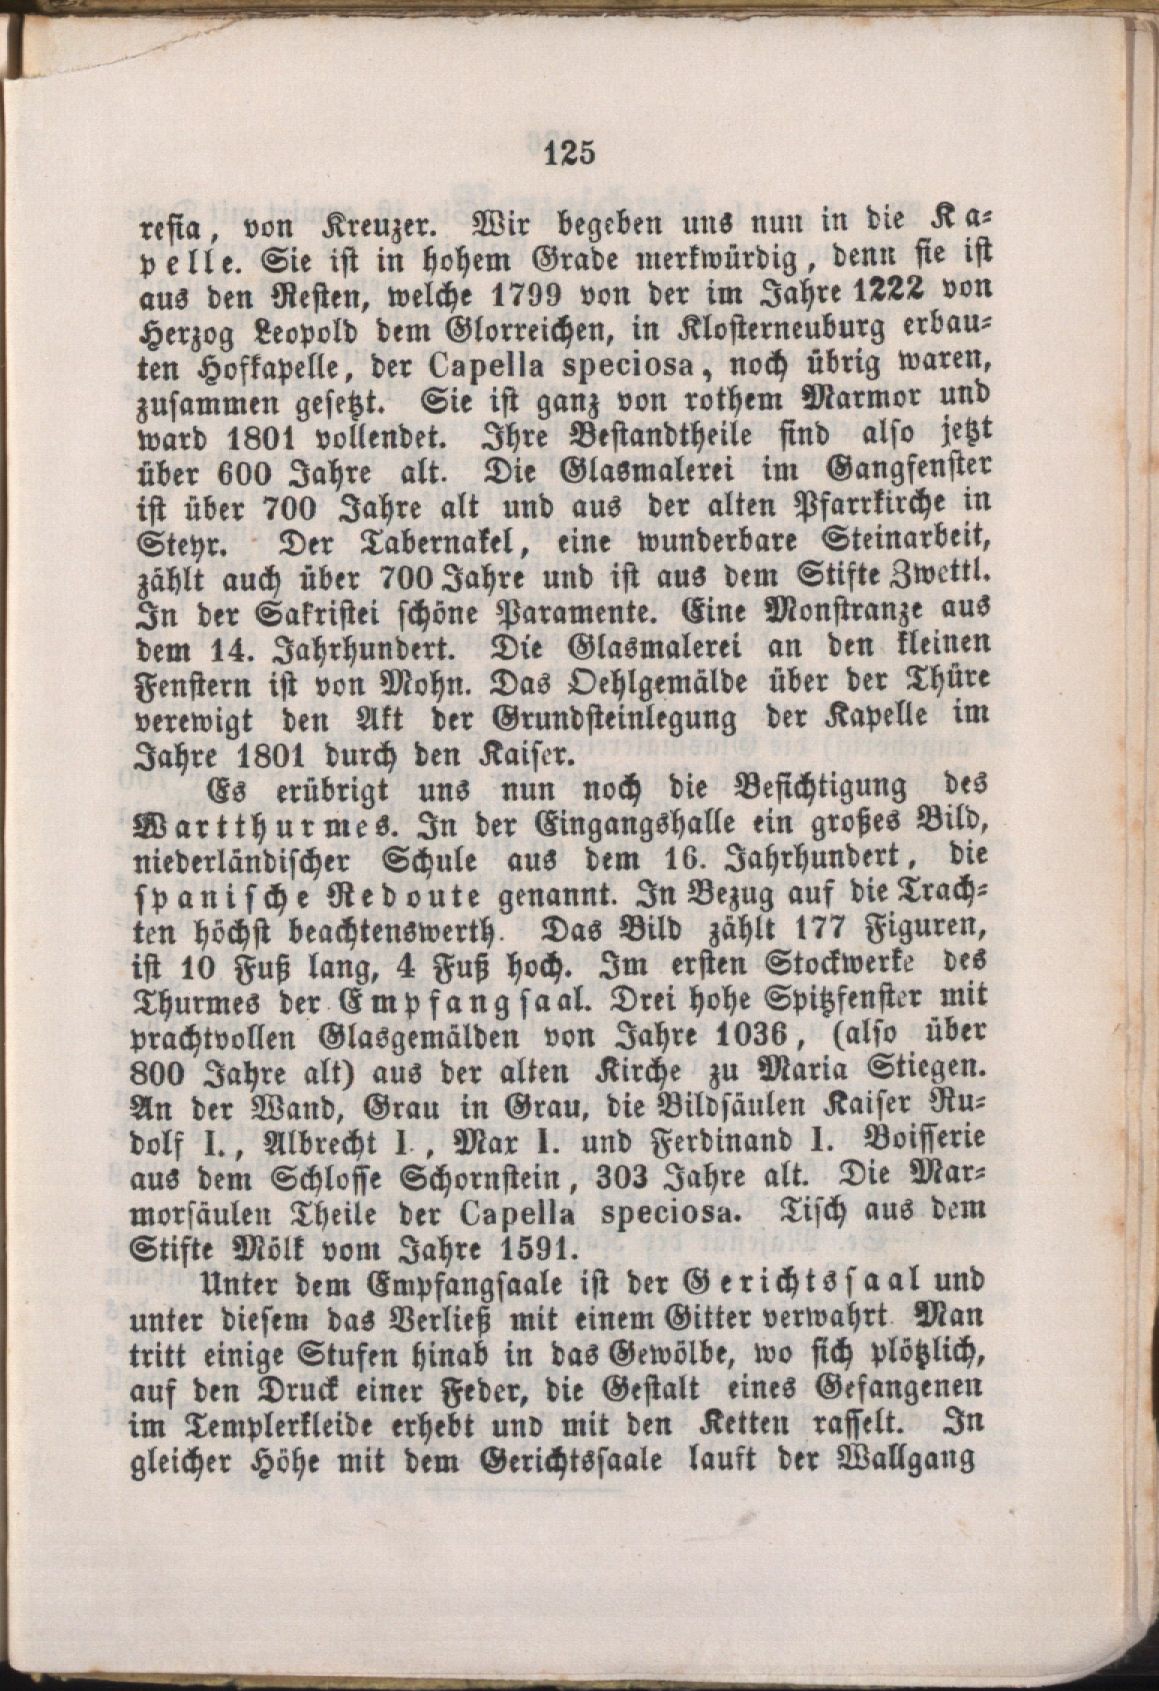 125
resia, von Kreuzer. Wir begeben uns nun in die Ka-
pelle. Sie ist in hohem Grade merkwürdig, denn sie ist
aus den Resten, welche 1799 von der im Jahre 1222 von
Herzog Leopold dem Glorreichen, in Klosterneuburg erbau-
ten Hofkapelle, der Capella speciosa, noch übrig waren,
zusammen gesetzt. Sie ist ganz von rothem Marmor und
ward 1801 vollendet. Ihre Bestandtheile sind also jetzt
über 600 Jahre alt. Die Glasmalerei im Gangfenster
ist über 700 Jahre alt und aus der alten Pfarrkirche in
Steyr. Der Tabernakel, eine wunderbare Steinarbeit,
zählt auch über 700 Jahre und ist aus dem Stifte Zwettl.
In der Sakristei schöne Paramente. Eine Monstranze aus
dem 14. Jahrhundert. Die Glasmalerei an den kleinen
Fenstern ist von Mohn. Das Oehlgemälde über der Thüre
verewigt den Akt der Grundsteinlegung der Kapelle im
Jahre 1801 durch den Kaiser.
Es erübrigt uns nun noch die Besichtigung des
Wartthurmes. In der Eingangshalle ein großes Bild,
niederländischer Schule aus dem 16. Jahrhundert, die
spanische Redoute genannt. In Bezug auf die Trach-
ten höchst beachtenswerth. Das Bild zählt 177 Figuren,
ist 10 Fuß lang, 4 Fuß hoch. Im ersten Stockwerke des
Thurmes der Empfangsaal. Drei hohe Spitzfenster mit
prachtvollen Glasgemälden von Jahre 1036, (also über
800 Jahre alt) aus der alten Kirche zu Maria Stiegen.
An der Wand, Grau in Grau, die Bildsäulen Kaiser Ru-
dolf I., Albrecht I., Max I. und Ferdinand I. Boisserie
aus dem Schlosse Schornstein, 303 Jahre alt. Die Mar-
morsäulen Theile der Capella speciosa. Tisch aus dem
Stifte Mölk vom Jahre 1591.
Unter dem Empfangsaale ist der Gerichtssaal und
unter diesem das Verließ mit einem Gitter verwahrt. Man
tritt einige Stufen hinab in das Gewölbe, wo sich plötzlich,
auf den Druck einer Feder, die Gestalt eines Gefangenen
im Templerkleide erhebt und mit den Ketten rasselt. In
gleicher Höhe mit dem Gerichtssaale lauft der Wallgang